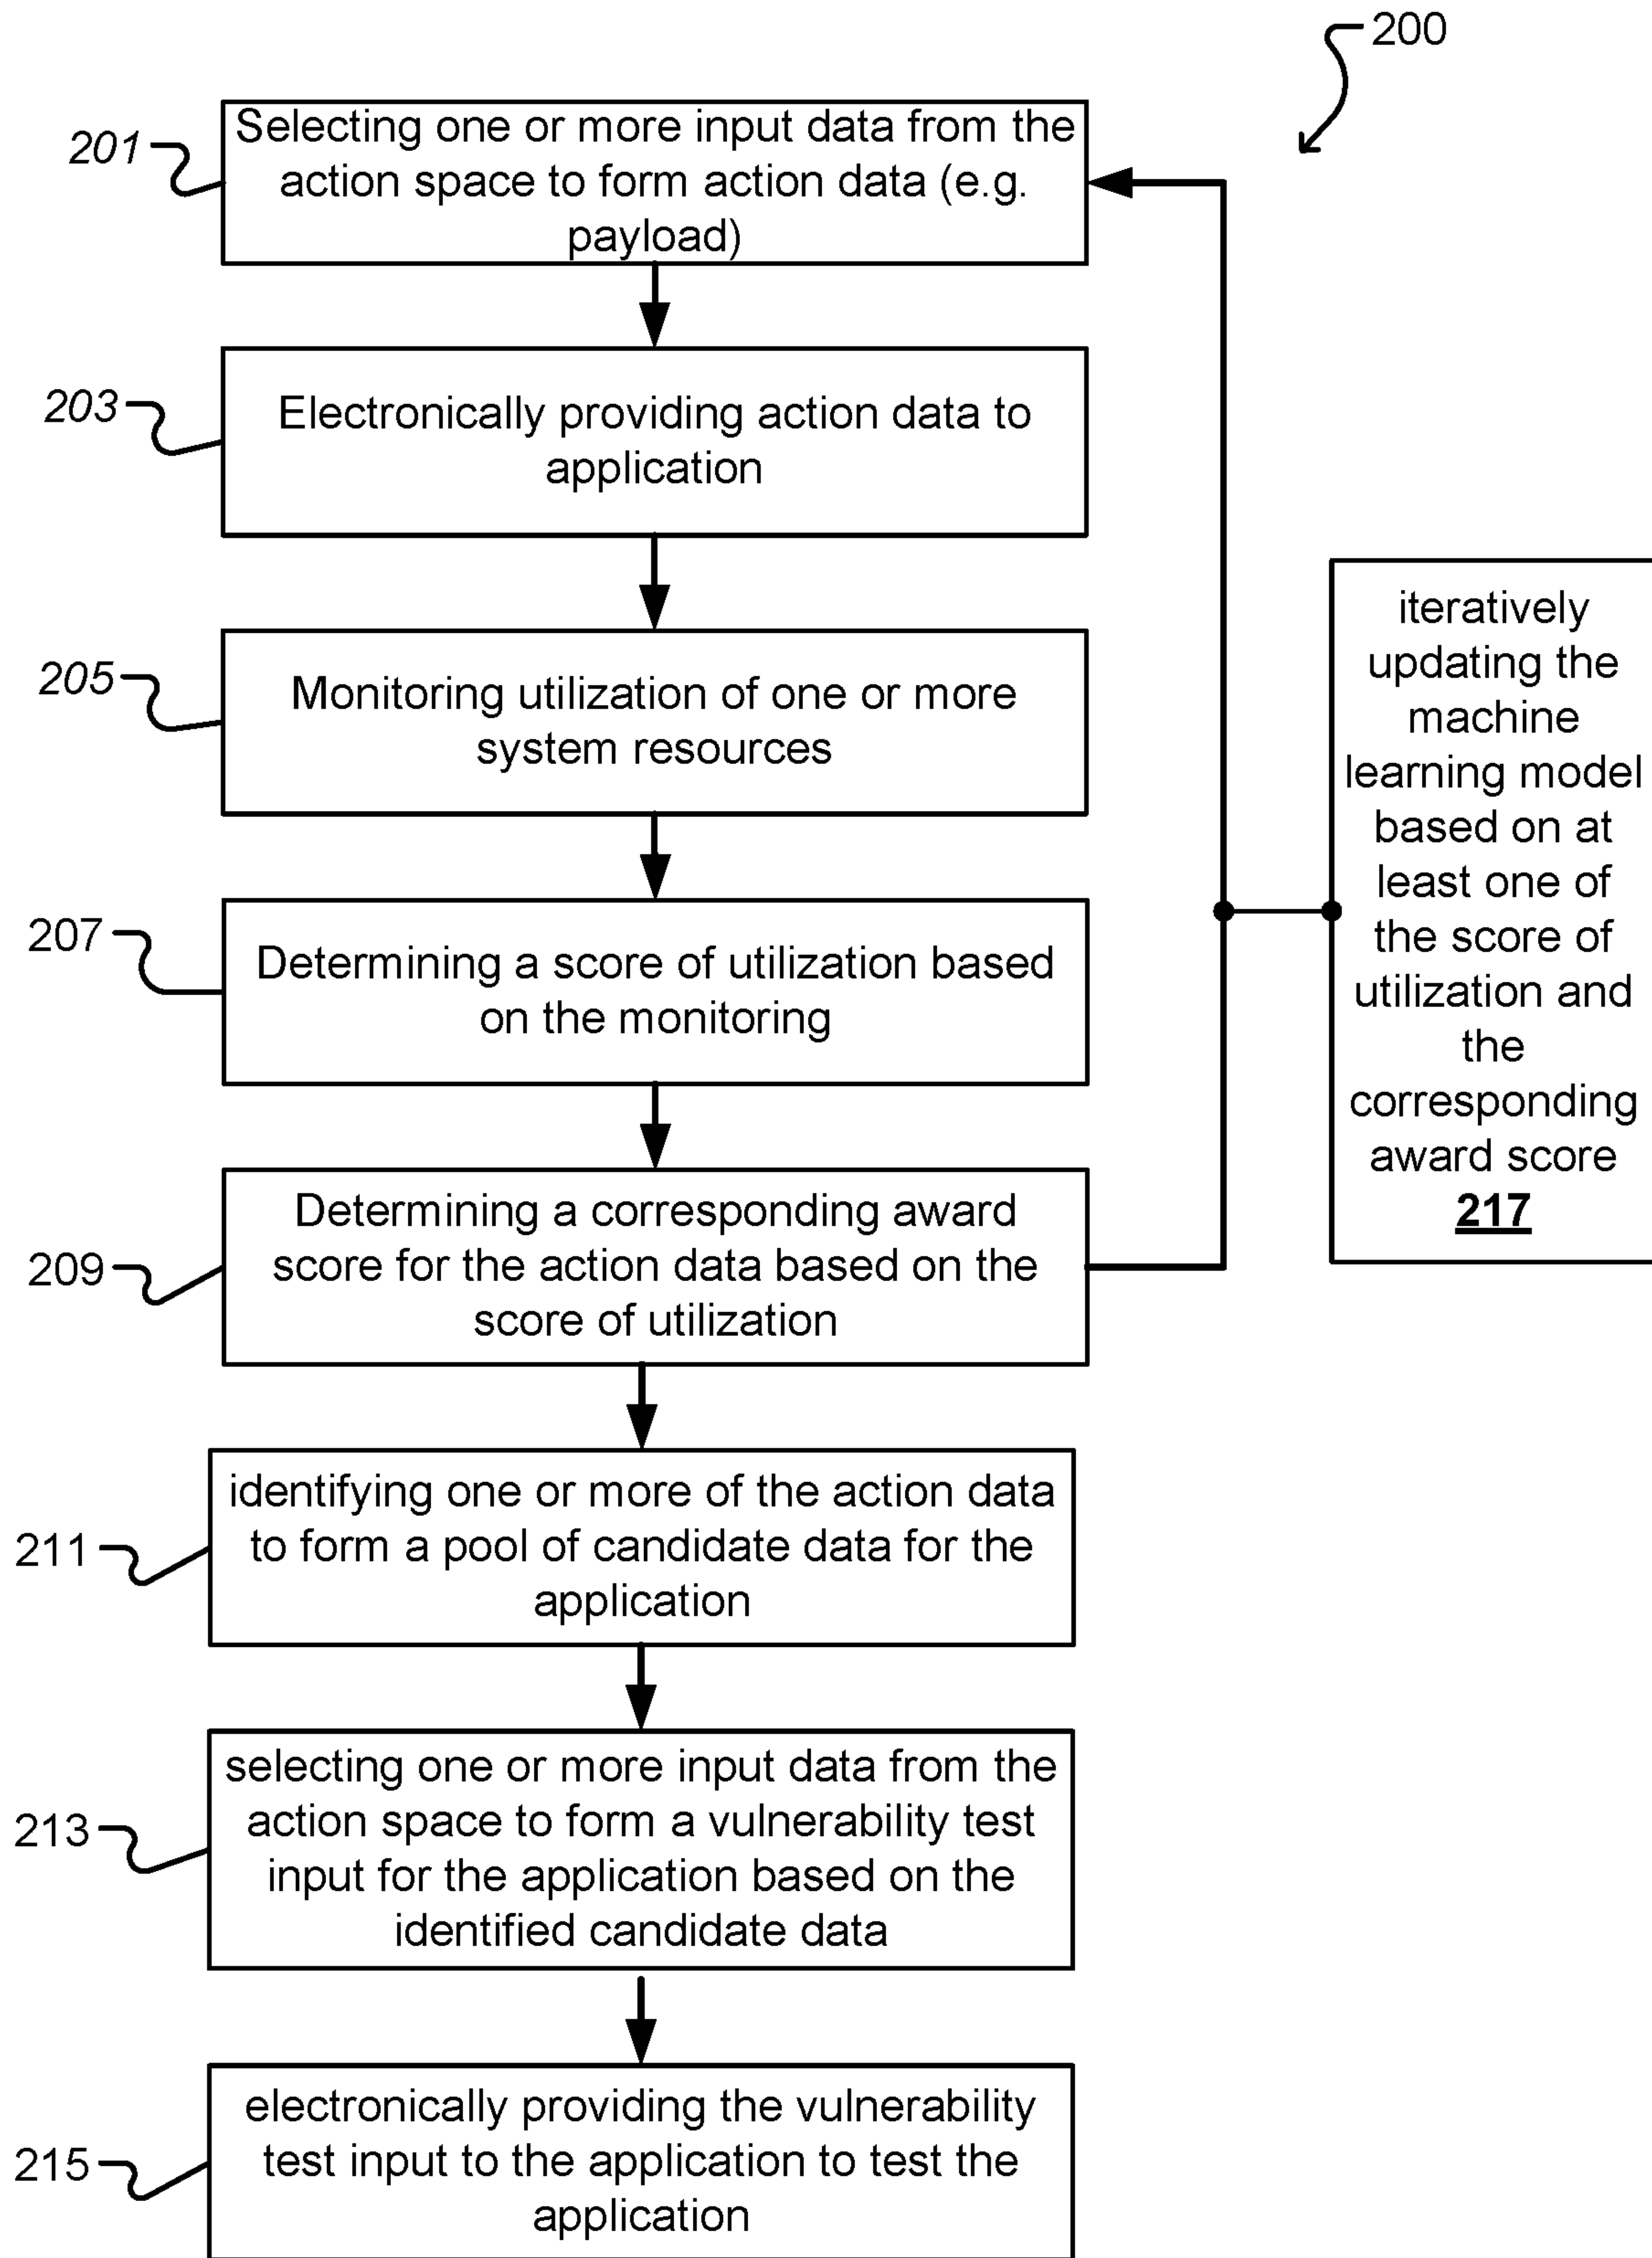 200
201
Selecting one or more input data from the
action space to form action data (e.g.
payload)
203
Electronically providing action data to
application
205
Monitoring utilization of one or more
system resources
207
Determining a score of utilization based
on the monitoring
209
Determining a corresponding award
score for the action data based on the
score of utilization
iteratively
updating the
machine
learning model
based on at
least one of
the score of
utilization and
the
corresponding
award score
217
211
identifying one or more of the action data
to form a pool of candidate data for the
application
213
selecting one or more input data from the
action space to form a vulnerability test
input for the application based on the
identified candidate data
215
electronically providing the vulnerability
test input to the application to test the
application